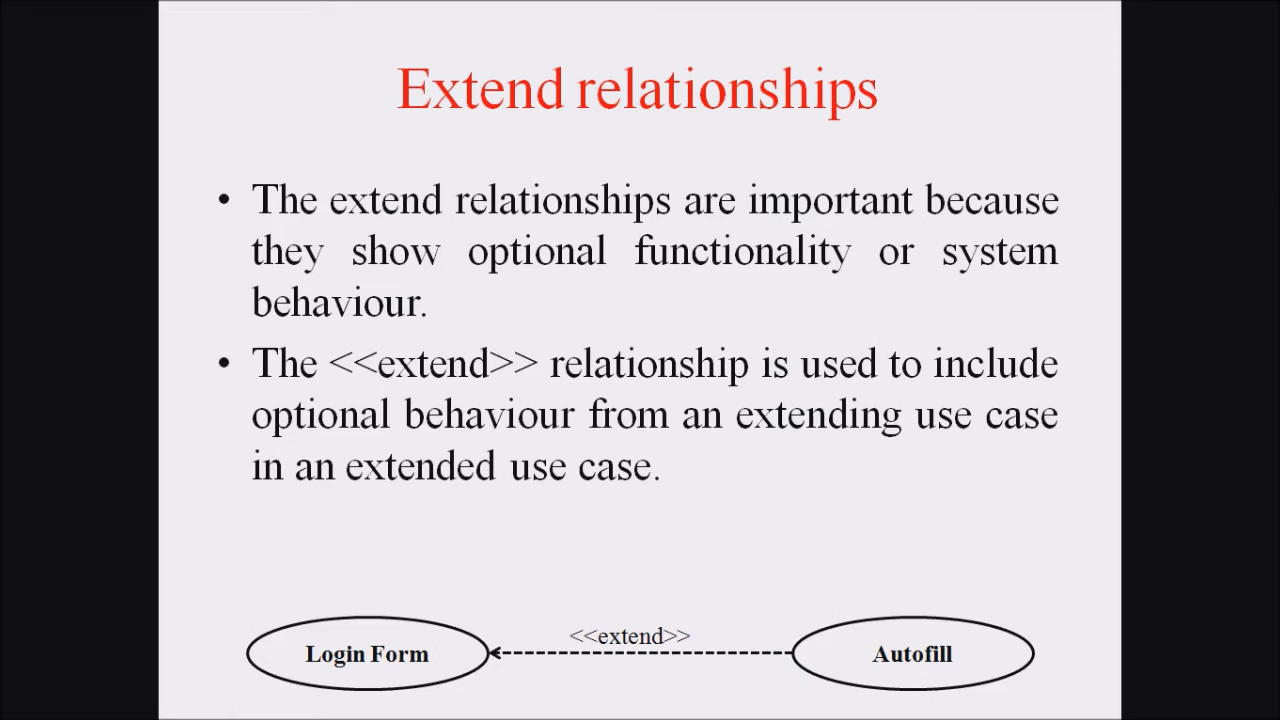 Extend relationships
• The extend relationships are important because
they show optional functionality or system
behaviour.
• The <<extend>> relationship is used to include
optional behaviour from an extending use case
in an extended use case.
<<extend>>
Login Form
Autofill